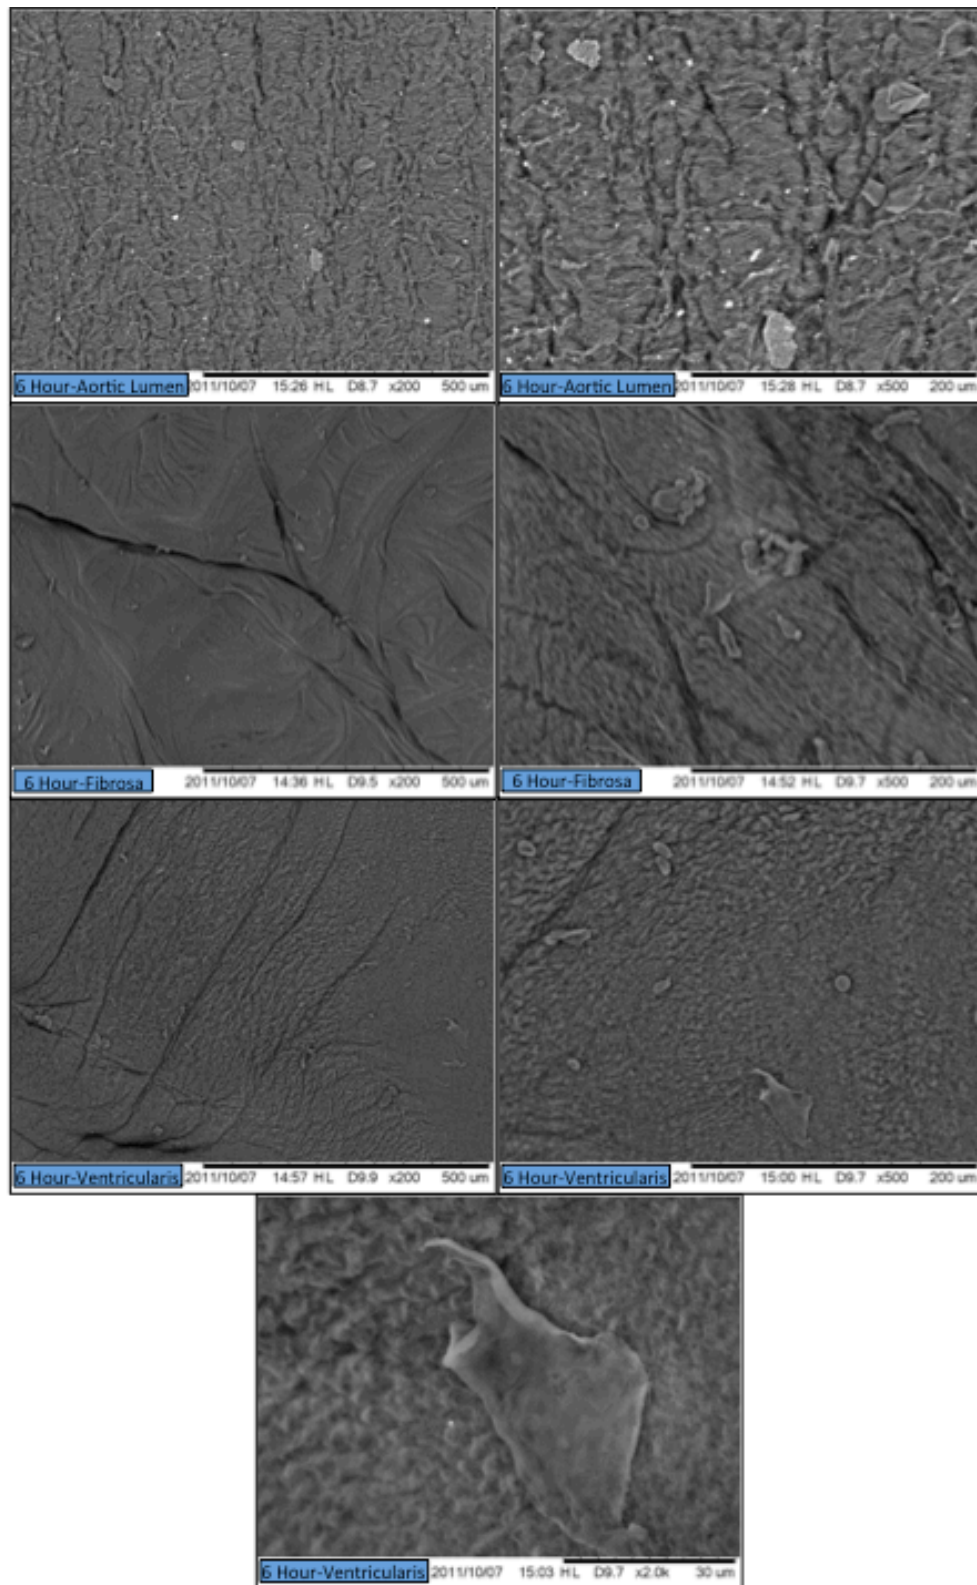 6 Hour-Aortic Lumen 2011/10/07 15:26 HL D8.7 x200 500 um
6 Hour-Aortic Lumen 2011/10/07 15:28 HL D8.7 x500 200 um
6 Hour-Fibrosa 2011/10/07 14:36 HL D9.5 x200 500 um
6 Hour-Fibrosa 2011/10/07 14:52 HL D9.7 x500 200 um
6 Hour-Ventricularis 2011/10/07 14:57 HL D9.9 x200 500 um
6 Hour-Ventricularis 2011/10/07 15:00 HL D9.7 x500 200 um
6 Hour-Ventricularis 2011/10/07 15:03 HL D9.7 x2.0k 30 um